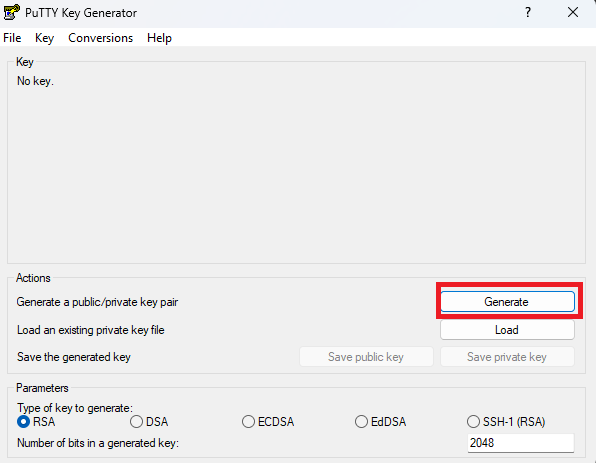 PuTTY Key Generator ?
File Key Conversions Help
Key
No key.
Actions
Generate a public/private key pair Generate
Load an existing private key file Load
Save the generated key Save public key Save private key
Parameters
Type of key to generate:
RSA DSA ECDSA EdDSA SSH-1 (RSA)
Number of bits in a generated key: 2048